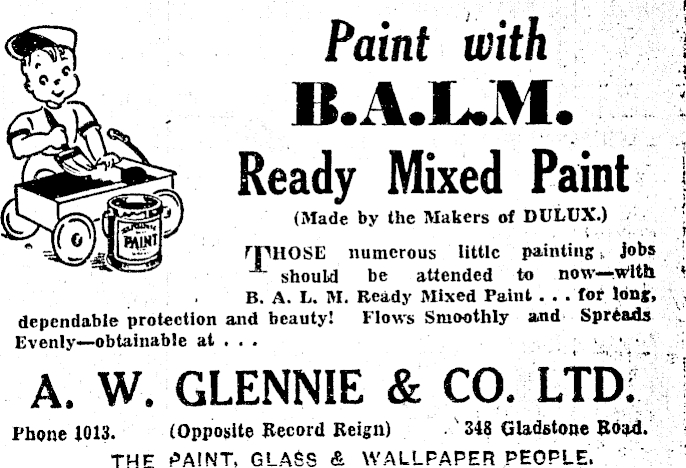 Paint with
B.A.L.M.
Ready Mixed Paint
(Made by the Makers of DULUX.)
THOSE numerous little painting jobs
should be attended to now—with
B. A. L. M. Ready Mixed Paint . . . for long,
dependable protection and beauty! Flows Smoothly and Spreads
Evenly—obtainable at . . .
PAINT
A. W. GLENNIE & CO. LTD.
Phone 1013. (Opposite Record Reign) 348 Gladstone Road.
THE PAINT, GLASS & WALLPAPER PEOPLE.